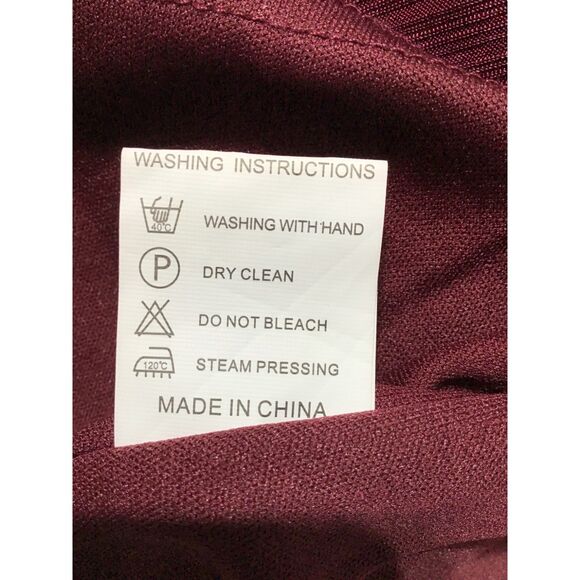 WASHING INSTRUCTIONS
40°C WASHING WITH HAND
P DRY CLEAN
DO NOT BLEACH
120°C STEAM PRESSING
MADE IN CHINA